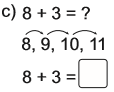 c) 8 + 3 = ?
8, 9, 10, 11
8 + 3 =